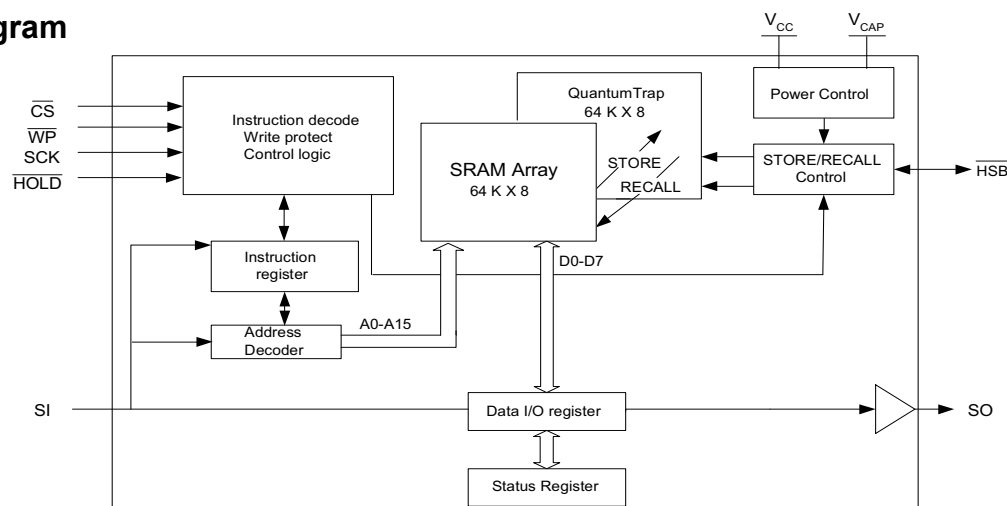 gram
V_CC
V_CAP
CS
WP
SCK
HOLD
Instruction decode
Write protect
Control logic
QuantumTrap
64 K X 8
SRAM Array
64 K X 8
STORE
RECALL
Power Control
STORE/RECALL
Control
HSB
Instruction
register
D0-D7
Address
Decoder
A0-A15
SI
Data I/O register
SO
Status Register